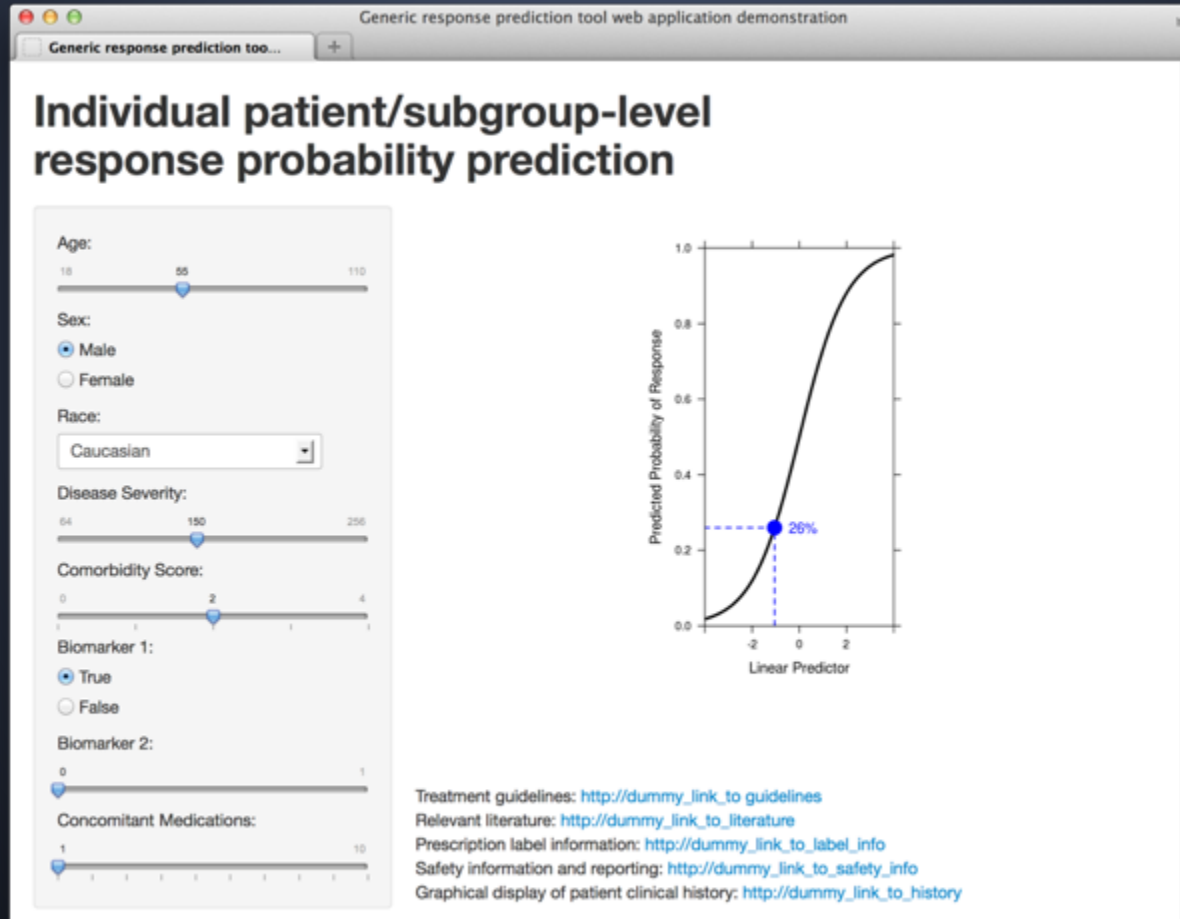 Generic response prediction tool web application demonstration
Generic response prediction too...
+
Individual patient/subgroup-level
response probability prediction
Age:
18 55 110
Sex:
Male
Female
Race:
Caucasian
Disease Severity:
64 150 256
Comorbidity Score:
0 2 4
Biomarker 1:
True
False
Biomarker 2:
0 1
Concomitant Medications:
1 10
Predicted Probability of Response
1.0
0.8
0.6
0.4
0.2
0.0
26%
-2 0 2
Linear Predictor
Treatment guidelines: http://dummy_link_to guidelines
Relevant literature: http://dummy_link_to_literature
Prescription label information: http://dummy_link_to_label_info
Safety information and reporting: http://dummy_link_to_safety_info
Graphical display of patient clinical history: http://dummy_link_to_history